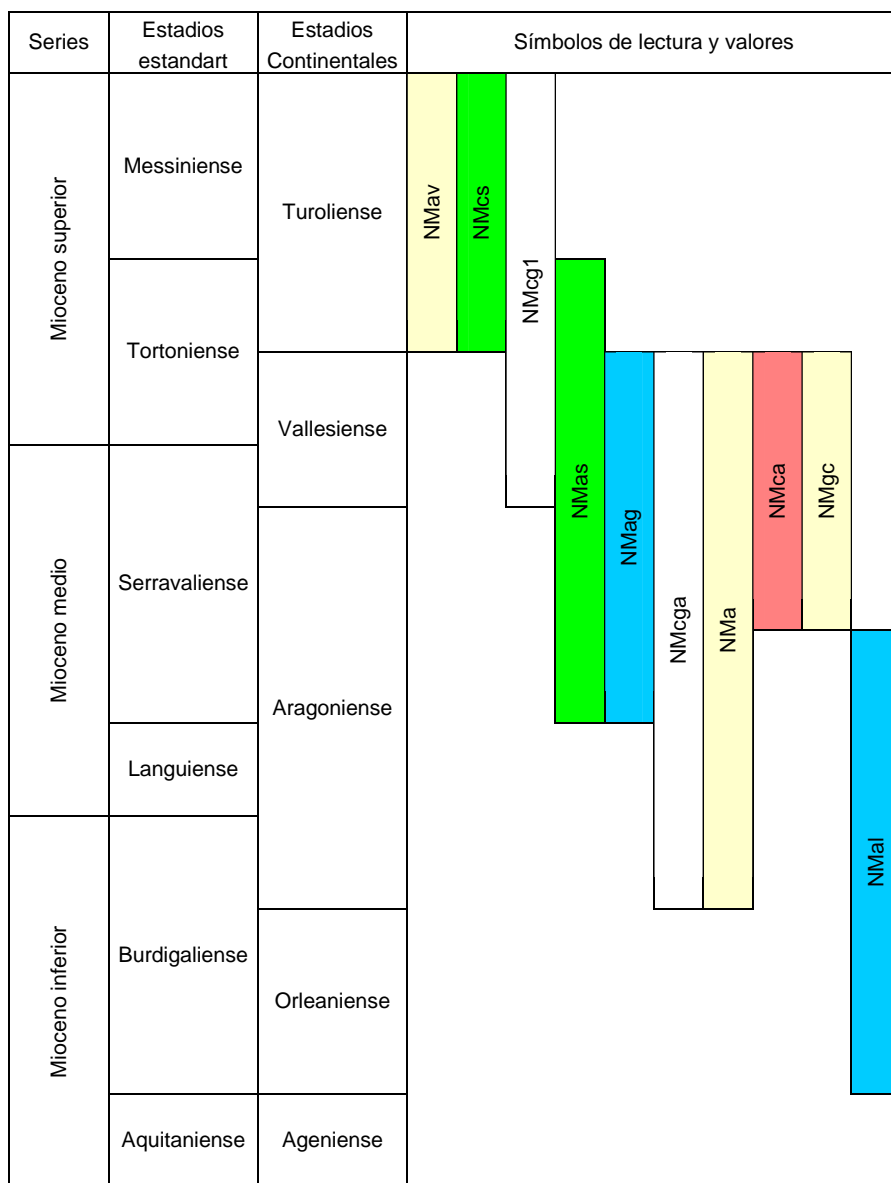 Series
Estadios
estandart
Estadios
Continentales
Símbolos de lectura y valores
Mioceno superior
Messiniense
Tortoniense
Turoliense
Vallesiense
NMav
NMcs
NMcg1
NMas
NMag
NMcga
NMa
NMca
NMgc
NMal
Mioceno medio
Serravaliense
Languiense
Aragoniense
Mioceno inferior
Burdigaliense
Orleaniense
Aquitaniense
Ageniense